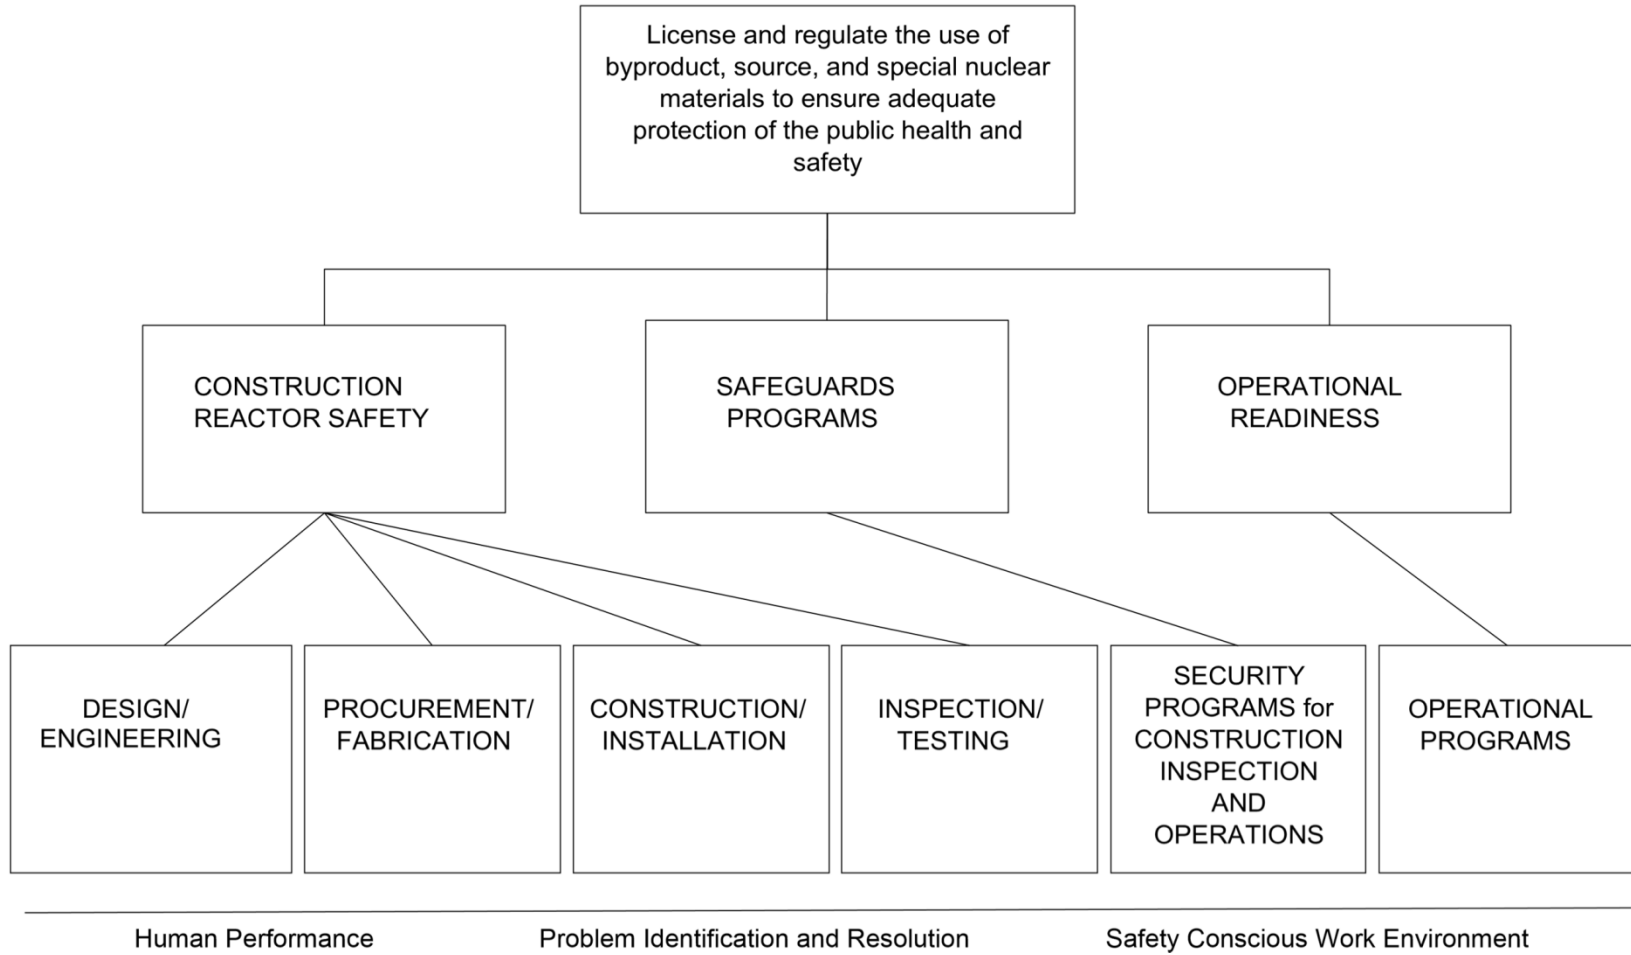 License and regulate the use of
byproduct, source, and special nuclear
materials to ensure adequate
protection of the public health and
safety
CONSTRUCTION
REACTOR SAFETY
SAFEGUARDS
PROGRAMS
OPERATIONAL
READINESS
DESIGN/
ENGINEERING
PROCUREMENT/
FABRICATION
CONSTRUCTION/
INSTALLATION
INSPECTION/
TESTING
SECURITY
PROGRAMS for
CONSTRUCTION
INSPECTION
AND
OPERATIONS
OPERATIONAL
PROGRAMS
Human Performance
Problem Identification and Resolution
Safety Conscious Work Environment